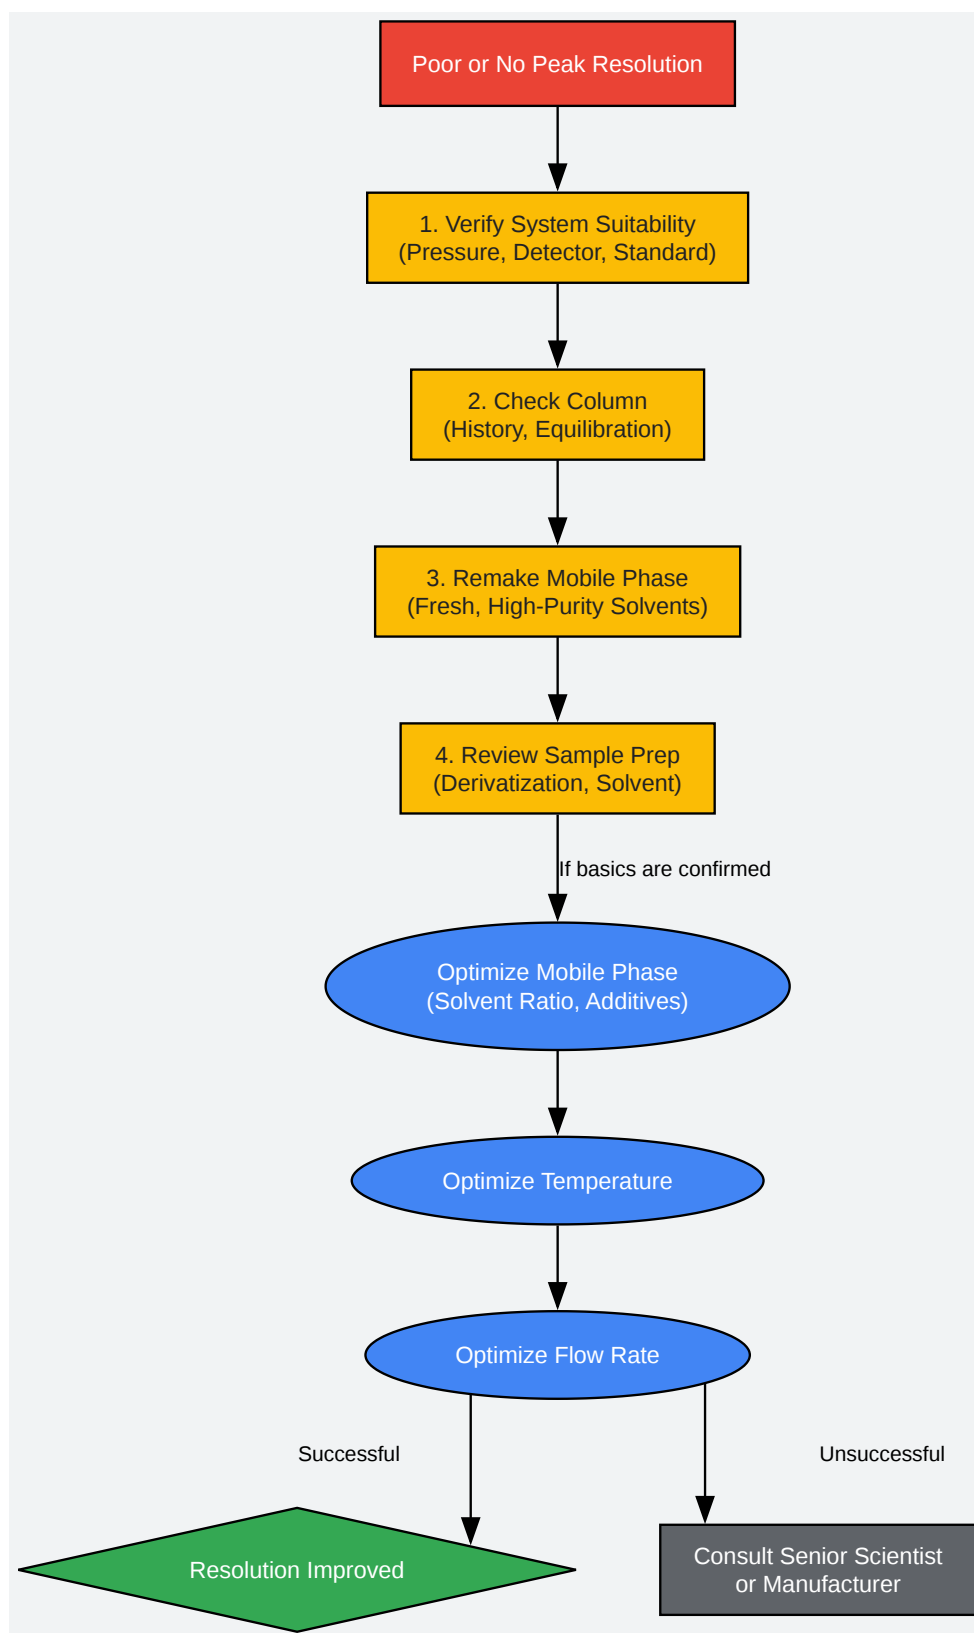 Poor or No Peak Resolution
1. Verify System Suitability
(Pressure, Detector, Standard)
2. Check Column
(History, Equilibration)
3. Remake Mobile Phase
(Fresh, High-Purity Solvents)
4. Review Sample Prep
(Derivatization, Solvent)
If basics are confirmed
Optimize Mobile Phase
(Solvent Ratio, Additives)
Optimize Temperature
Optimize Flow Rate
Successful
Unsuccessful
Resolution Improved
Consult Senior Scientist
or Manufacturer